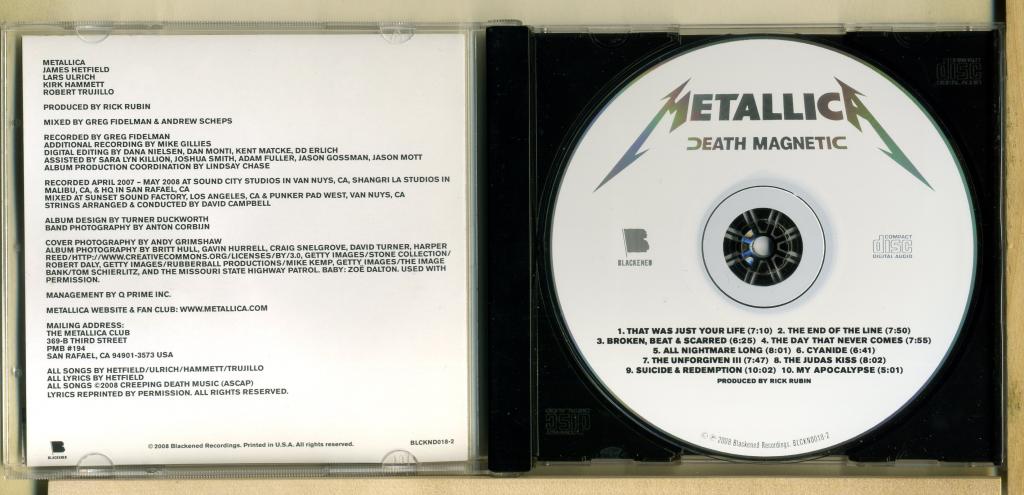 METALLICA
JAMES HETFIELD
LARS ULRICH
KIRK HAMMETT
ROBERT TRUJILLO
PRODUCED BY RICK RUBIN
MIXED BY GREG FIDELMAN & ANDREW SCHEPS
RECORDED BY GREG FIDELMAN
ADDITIONAL RECORDING BY MIKE GILLIES
DIGITAL EDITING BY DANA NIELSEN, DAN MONTI, KENT MATCKE, DD ERLICH
ASSISTED BY SARA LYN KILLION, JOSHUA SMITH, ADAM FULLER, JASON GOSSMAN, JASON MOTT
ALBUM PRODUCTION COORDINATION BY LINDSAY CHASE
RECORDED APRIL 2007 – MAY 2008 AT SOUND CITY STUDIOS IN VAN NUYS, CA, SHANGRI LA STUDIOS IN
MALIBU, CA, & HQ IN SAN RAFAEL, CA
MIXED AT SUNSET SOUND FACTORY, LOS ANGELES, CA & PUNKER PAD WEST, VAN NUYS, CA
STRINGS ARRANGED & CONDUCTED BY DAVID CAMPBELL
ALBUM DESIGN BY TURNER DUCKWORTH
BAND PHOTOGRAPHY BY ANTON CORBIJN
COVER PHOTOGRAPHY BY ANDY GRIMSHAW
ALBUM PHOTOGRAPHY BY BRITT HULL, GAVIN HURRELL, CRAIG SNELGROVE, DAVID TURNER, HARPER
REED/HTTP://WWW.CREATIVECOMMONS.ORG/LICENSES/BY/3.0, GETTY IMAGES/STONE COLLECTION/
ROBERT DALY, GETTY IMAGES/RUBBERBALL PRODUCTIONS/MIKE KEMP, GETTY IMAGES/THE IMAGE
BANK/TOM SCHIERLITZ, AND THE MISSOURI STATE HIGHWAY PATROL. BABY: ZOE DALTON. USED WITH
PERMISSION.
MANAGEMENT BY Q PRIME INC.
METALLICA WEBSITE & FAN CLUB: WWW.METALLICA.COM
MAILING ADDRESS:
THE METALLICA CLUB
369-B THIRD STREET
PMB #194
SAN RAFAEL, CA 94901-3573 USA
ALL SONGS BY HETFIELD/ULRICH/HAMMETT/TRUJILLO
ALL LYRICS BY HETFIELD
ALL SONGS ©2008 CREEPING DEATH MUSIC (ASCAP)
LYRICS REPRINTED BY PERMISSION. ALL RIGHTS RESERVED.
B
BLACKENED
© 2008 Blackened Recordings. Printed in U.S.A. All rights reserved.
BLCKND018-2
METALLICA
DEATH MAGNETIC
B
BLACKENED
COMPACT
disc
DIGITAL AUDIO
1. THAT WAS JUST YOUR LIFE (7:10) 2. THE END OF THE LINE (7:50)
3. BROKEN, BEAT & SCARRED (6:25) 4. THE DAY THAT NEVER COMES (7:55)
5. ALL NIGHTMARE LONG (8:01) 6. CYANIDE (6:41)
7. THE UNFORGIVEN III (7:47) 8. THE JUDAS KISS (8:02)
9. SUICIDE & REDEMPTION (10:02) 10. MY APOCALYPSE (5:01)
PRODUCED BY RICK RUBIN
© ℗ 2008 Blackened Recordings. BLCKND018-2
disc